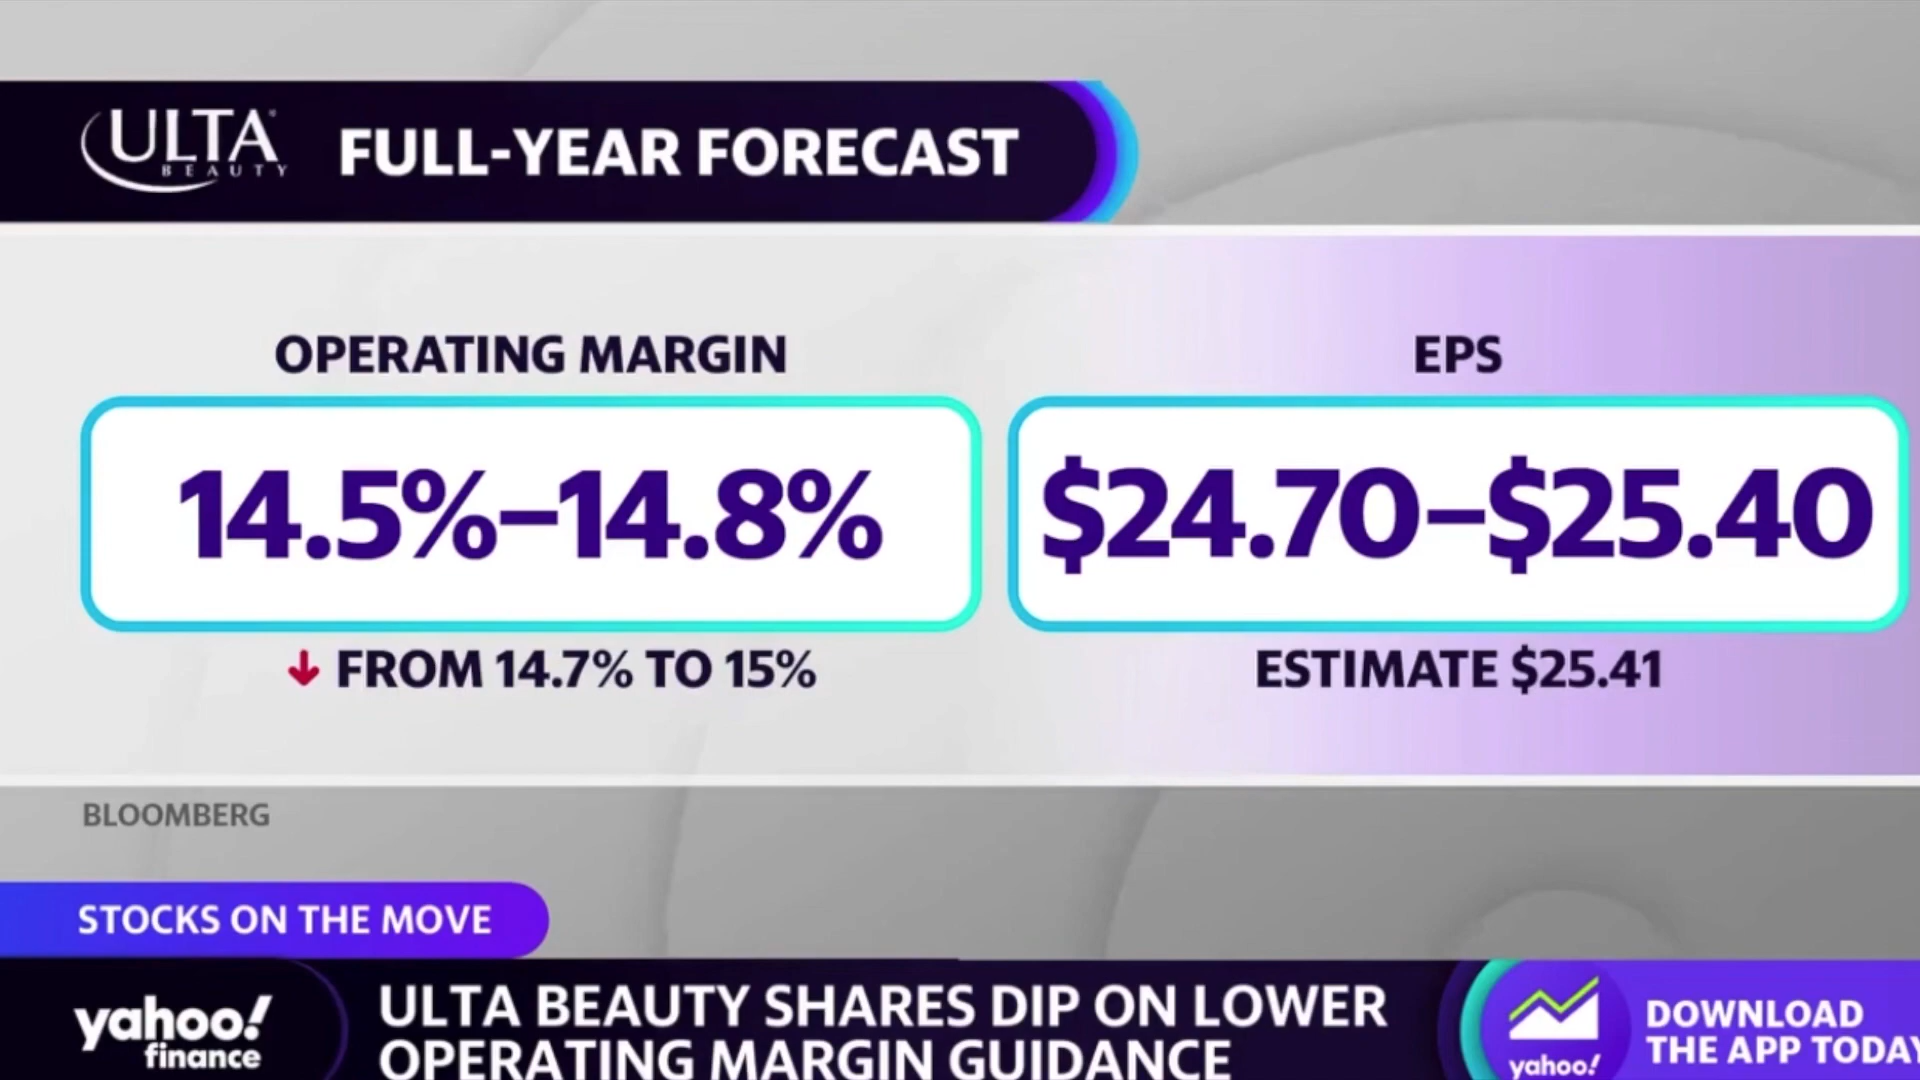 ULTA
BEAUTY
FULL-YEAR FORECAST
OPERATING MARGIN
14.5%–14.8%
↓ FROM 14.7% TO 15%
EPS
$24.70–$25.40
ESTIMATE $25.41
BLOOMBERG
STOCKS ON THE MOVE
yahoo!
finance
ULTA BEAUTY SHARES DIP ON LOWER
OPERATING MARGIN GUIDANCE
yahoo!
DOWNLOAD
THE APP TODAY